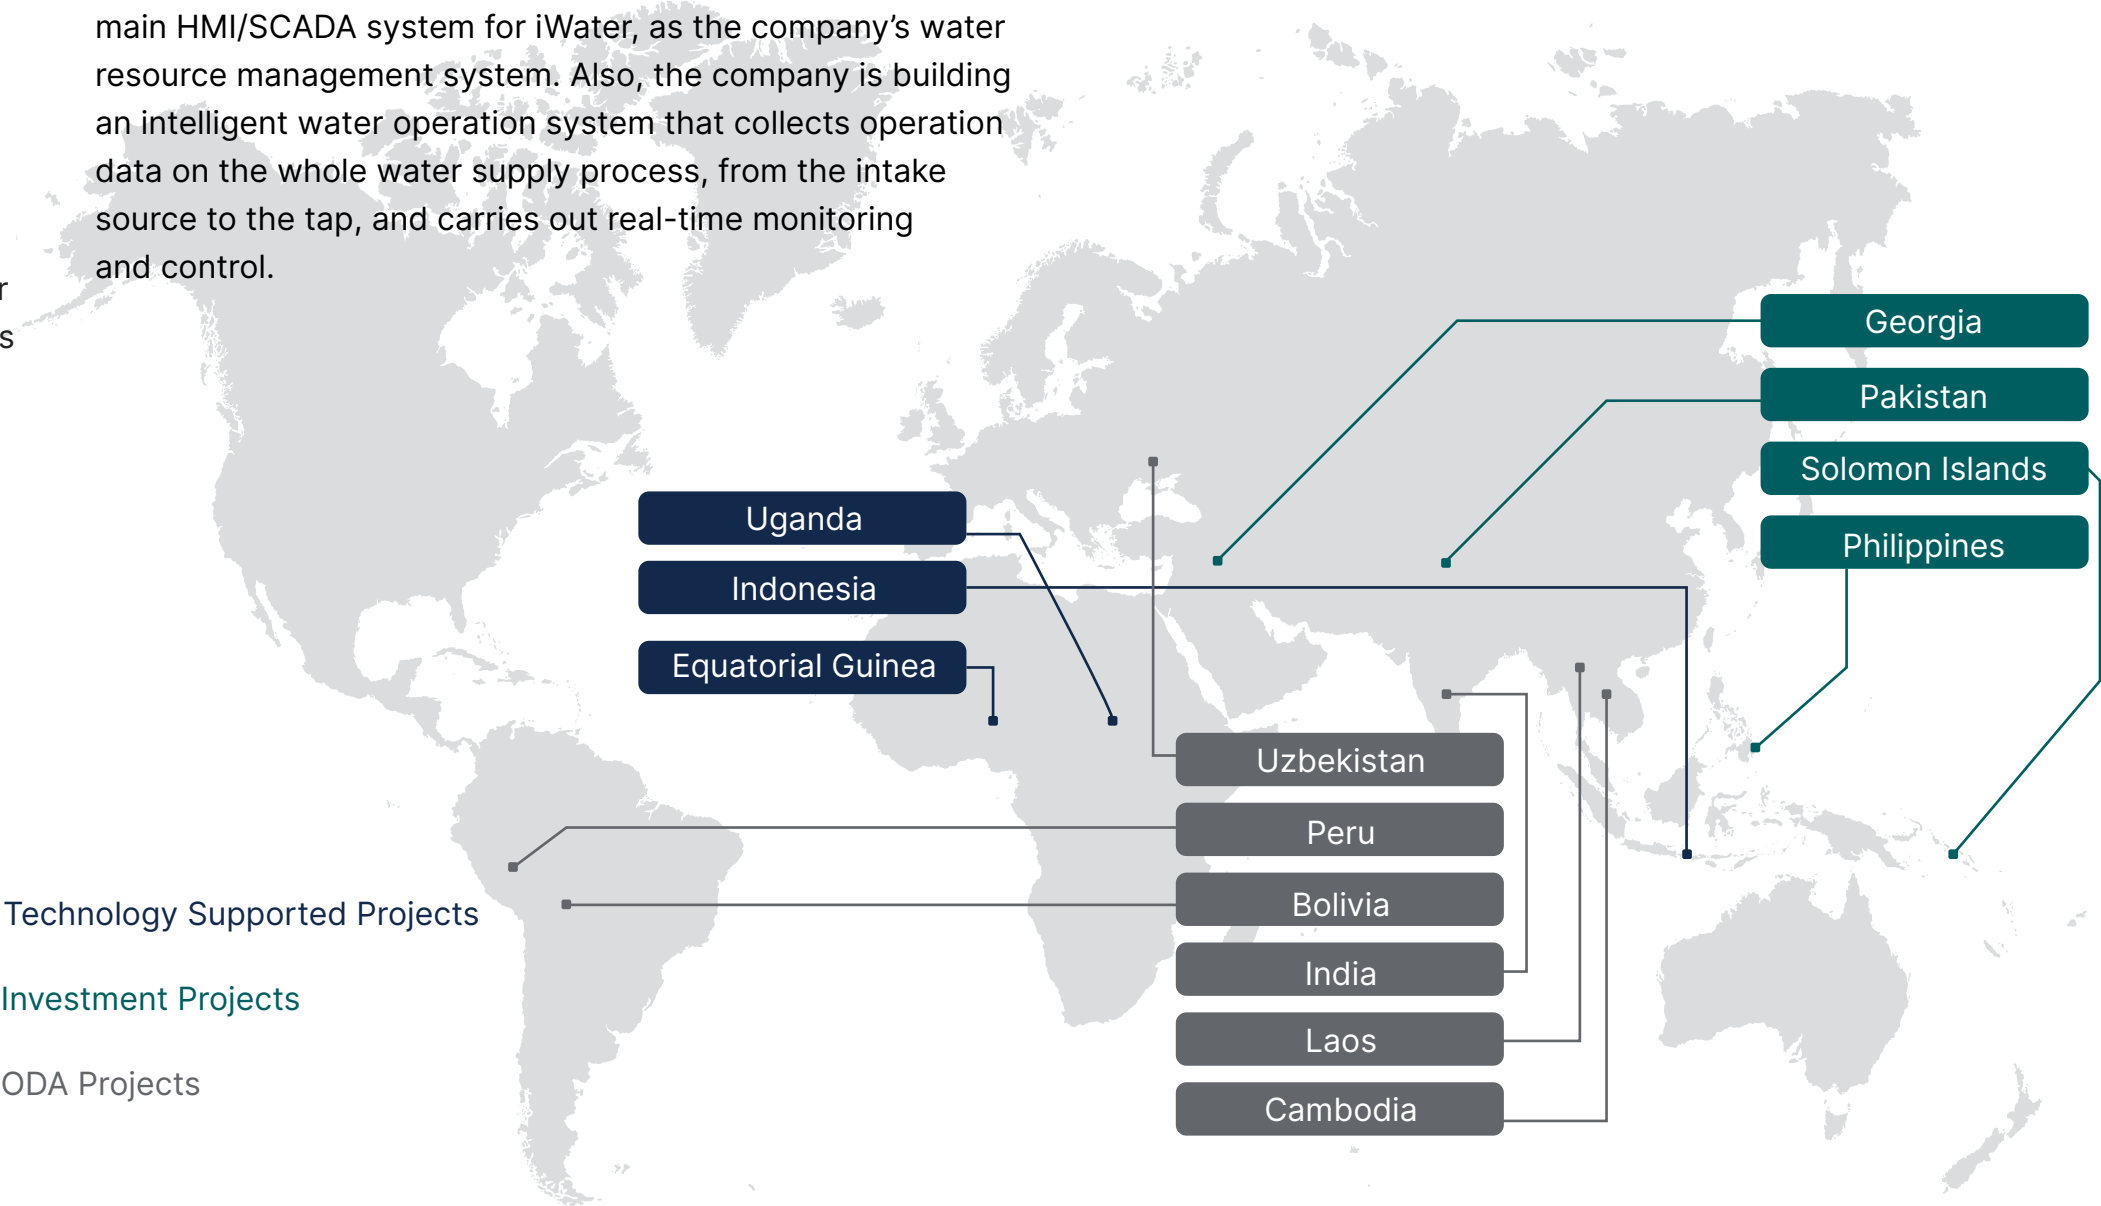 main HMI/SCADA system for iWater, as the company’s water
resource management system. Also, the company is building
an intelligent water operation system that collects operation
data on the whole water supply process, from the intake
source to the tap, and carries out real-time monitoring
and control.
r
s
Georgia
Pakistan
Solomon Islands
Philippines
Uganda
Indonesia
Equatorial Guinea
Uzbekistan
Peru
Bolivia
India
Laos
Cambodia
Technology Supported Projects
Investment Projects
ODA Projects